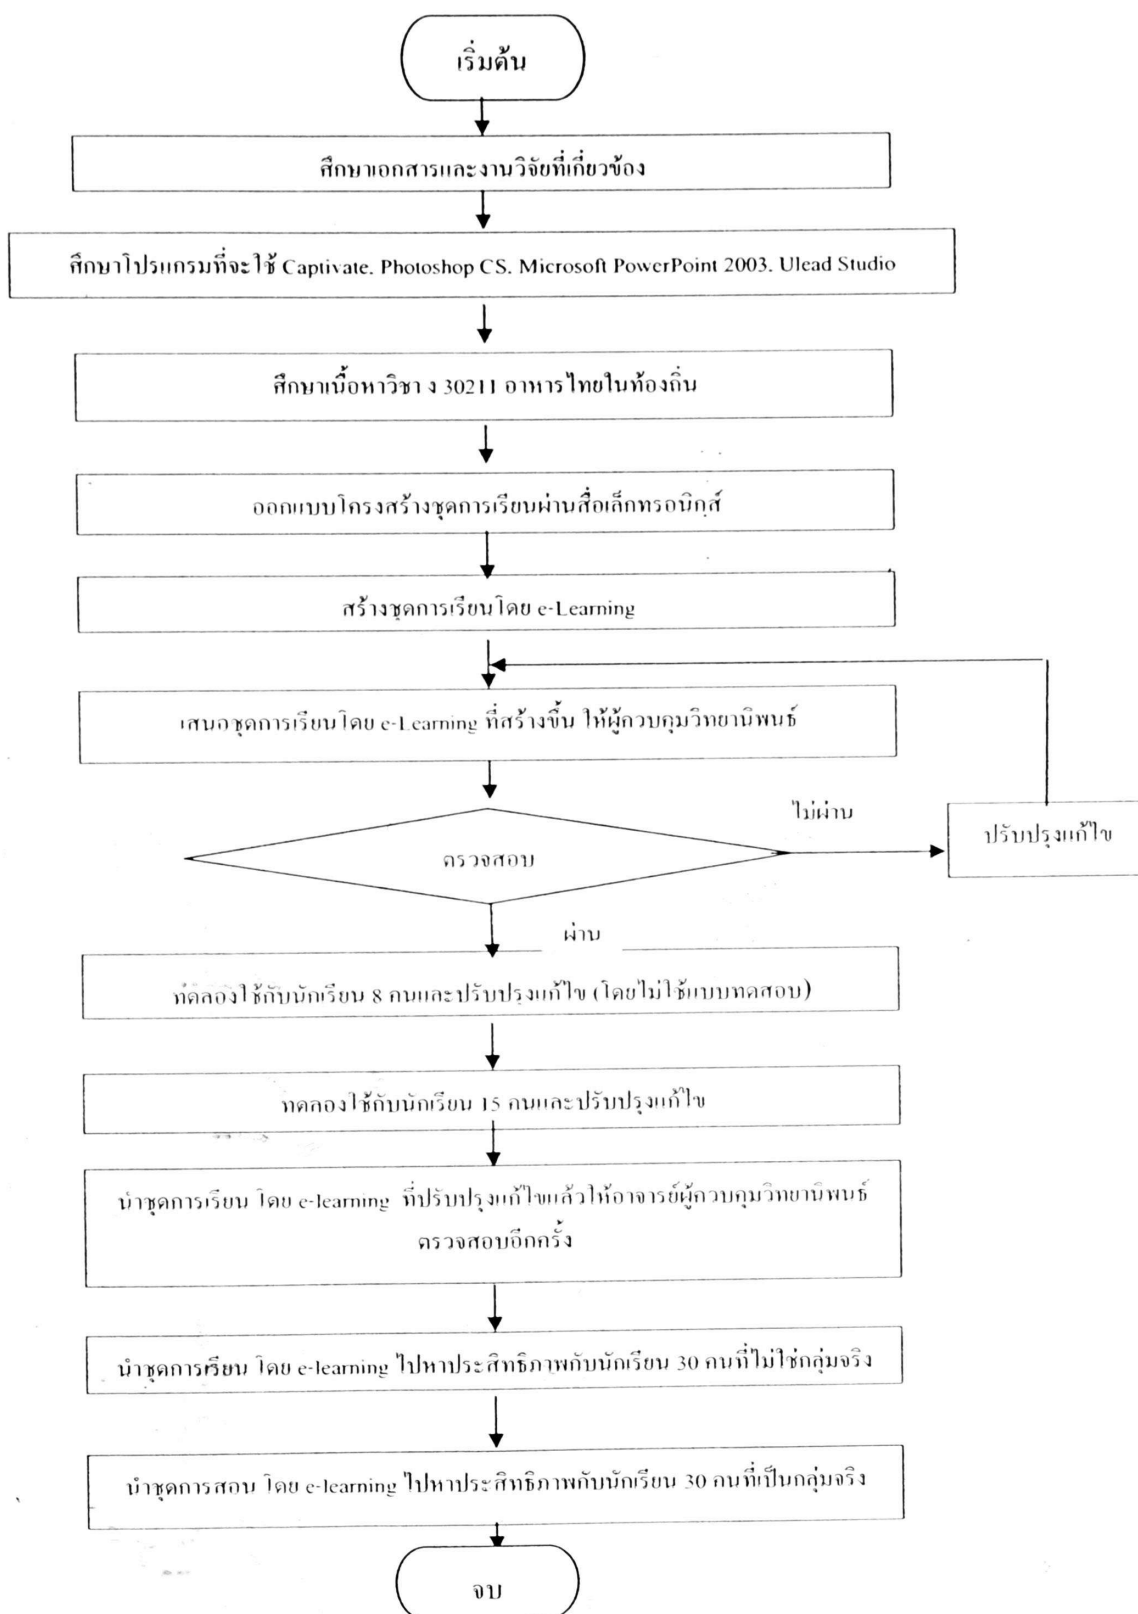 เริ่มต้น
ศึกษาเอกสารและงานวิจัยที่เกี่ยวข้อง
ศึกษาโปรแกรมที่จะใช้ Captivate. Photoshop CS. Microsoft PowerPoint 2003. Ulead Studio
ศึกษาเนื้อหาวิชา ง 30211 อาหารไทยในท้องถิ่น
ออกแบบโครงสร้างชุดการเรียนผ่านสื่อเล็กทรอนิกส์
สร้างชุดการเรียนโดย e-Learning
เสนอชุดการเรียนโดย e-Learning ที่สร้างขึ้น ให้ผู้ควบคุมวิทยานิพนธ์
ไม่ผ่าน
ตรวจสอบ
ปรับปรุงแก้ไข
ผ่าน
ทดลองใช้กับนักเรียน 8 คนและปรับปรุงแก้ไข (โดยไม่ใช้แบบทดสอบ)
ทดลองใช้กับนักเรียน 15 คนและปรับปรุงแก้ไข
นำชุดการเรียน โดย e-learning ที่ปรับปรุงแก้ไขแล้วให้อาจารย์ผู้ควบคุมวิทยานิพนธ์
ตรวจสอบอีกครั้ง
นำชุดการเรียน โดย e-learning ไปหาประสิทธิภาพกับนักเรียน 30 คนที่ไม่ใช่กลุ่มจริง
นำชุดการสอน โดย e-learning ไปหาประสิทธิภาพกับนักเรียน 30 คนที่เป็นกลุ่มจริง
จบ